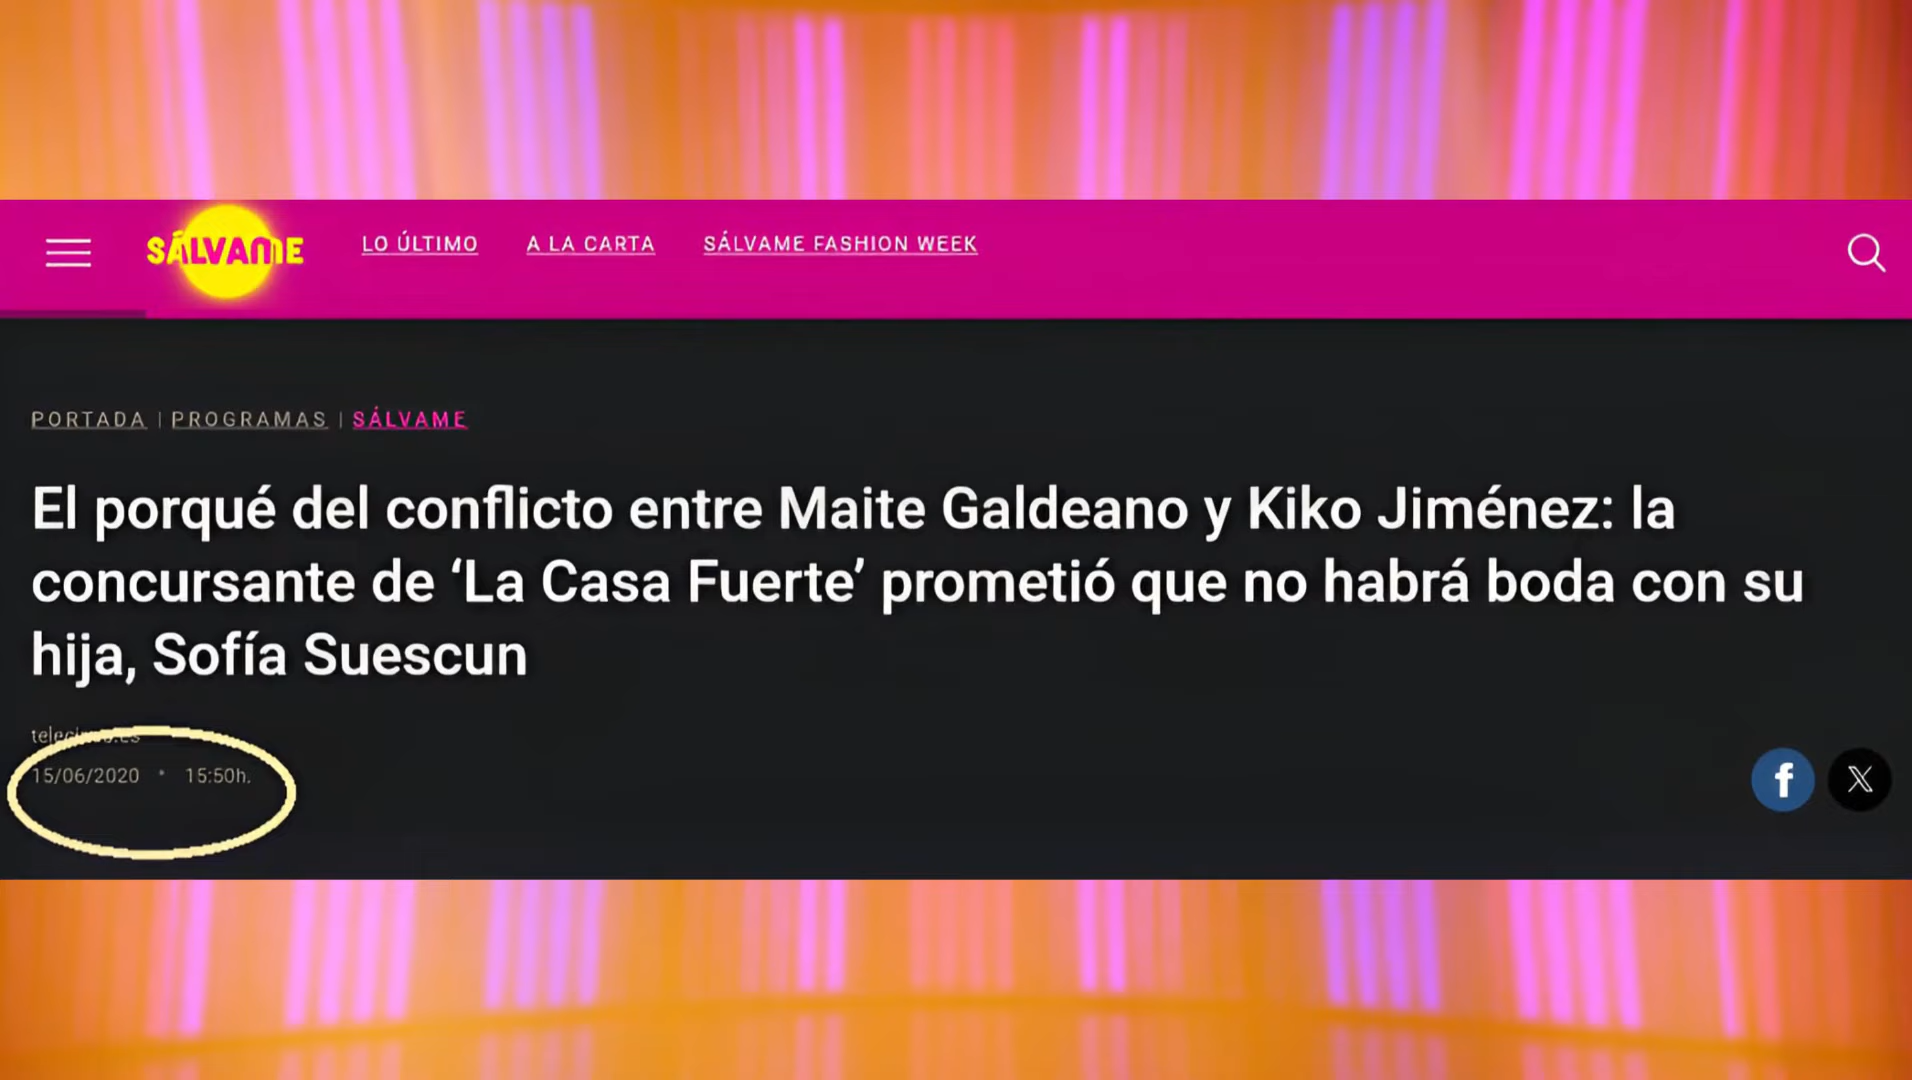 SÁLVAME
LO ÚLTIMO
A LA CARTA
SÁLVAME FASHION WEEK
PORTADA | PROGRAMAS | SÁLVAME
El porqué del conflicto entre Maite Galdeano y Kiko Jiménez: la
concursante de ‘La Casa Fuerte’ prometió que no habrá boda con su
hija, Sofía Suescun
telecinco.es
15/06/2020 * 15:50h.